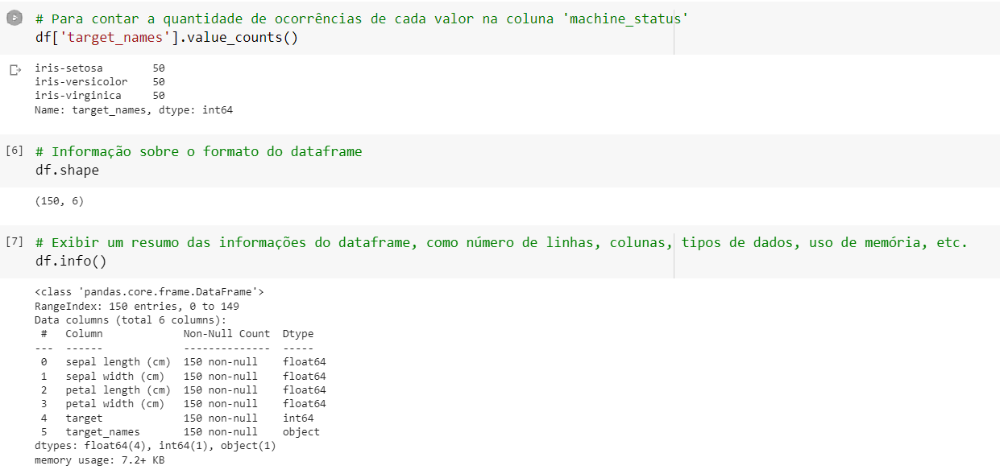 # Para contar a quantidade de ocorrências de cada valor na coluna 'machine_status'
df['target_names'].value_counts()
iris-setosa        50
iris-versicolor    50
iris-virginica     50
Name: target_names, dtype: int64
[6] # Informação sobre o formato do dataframe
df.shape
(150, 6)
[7] # Exibir um resumo das informações do dataframe, como número de linhas, colunas, tipos de dados, uso de memória, etc.
df.info()
<class 'pandas.core.frame.DataFrame'>
RangeIndex: 150 entries, 0 to 149
Data columns (total 6 columns):
 #   Column             Non-Null Count  Dtype
---  ------             --------------  -----
 0   sepal length (cm)  150 non-null    float64
 1   sepal width (cm)   150 non-null    float64
 2   petal length (cm)  150 non-null    float64
 3   petal width (cm)   150 non-null    float64
 4   target             150 non-null    int64
 5   target_names       150 non-null    object
dtypes: float64(4), int64(1), object(1)
memory usage: 7.2+ KB